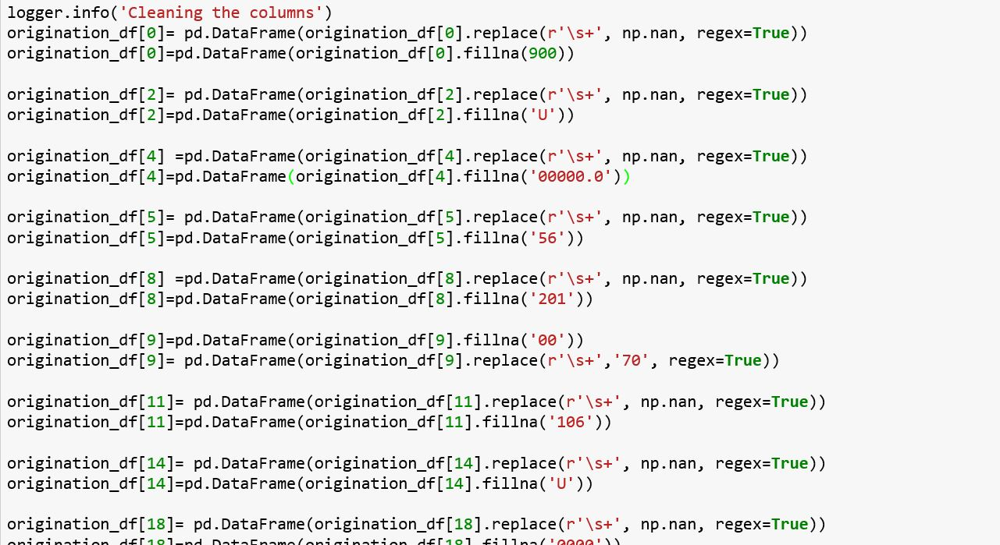 logger.info('Cleaning the columns')
origination_df[0]= pd.DataFrame(origination_df[0].replace(r'\s+', np.nan, regex=True))
origination_df[0]=pd.DataFrame(origination_df[0].fillna(900))
origination_df[2]= pd.DataFrame(origination_df[2].replace(r'\s+', np.nan, regex=True))
origination_df[2]=pd.DataFrame(origination_df[2].fillna('U'))
origination_df[4] =pd.DataFrame(origination_df[4].replace(r'\s+', np.nan, regex=True))
origination_df[4]=pd.DataFrame(origination_df[4].fillna('00000.0'))
origination_df[5]= pd.DataFrame(origination_df[5].replace(r'\s+', np.nan, regex=True))
origination_df[5]=pd.DataFrame(origination_df[5].fillna('56'))
origination_df[8] =pd.DataFrame(origination_df[8].replace(r'\s+', np.nan, regex=True))
origination_df[8]=pd.DataFrame(origination_df[8].fillna('201'))
origination_df[9]=pd.DataFrame(origination_df[9].fillna('00'))
origination_df[9]= pd.DataFrame(origination_df[9].replace(r'\s+','70', regex=True))
origination_df[11]= pd.DataFrame(origination_df[11].replace(r'\s+', np.nan, regex=True))
origination_df[11]=pd.DataFrame(origination_df[11].fillna('106'))
origination_df[14]= pd.DataFrame(origination_df[14].replace(r'\s+', np.nan, regex=True))
origination_df[14]=pd.DataFrame(origination_df[14].fillna('U'))
origination_df[18]= pd.DataFrame(origination_df[18].replace(r'\s+', np.nan, regex=True))
origination_df[18]=pd.DataFrame(origination_df[18].fillna('0000'))